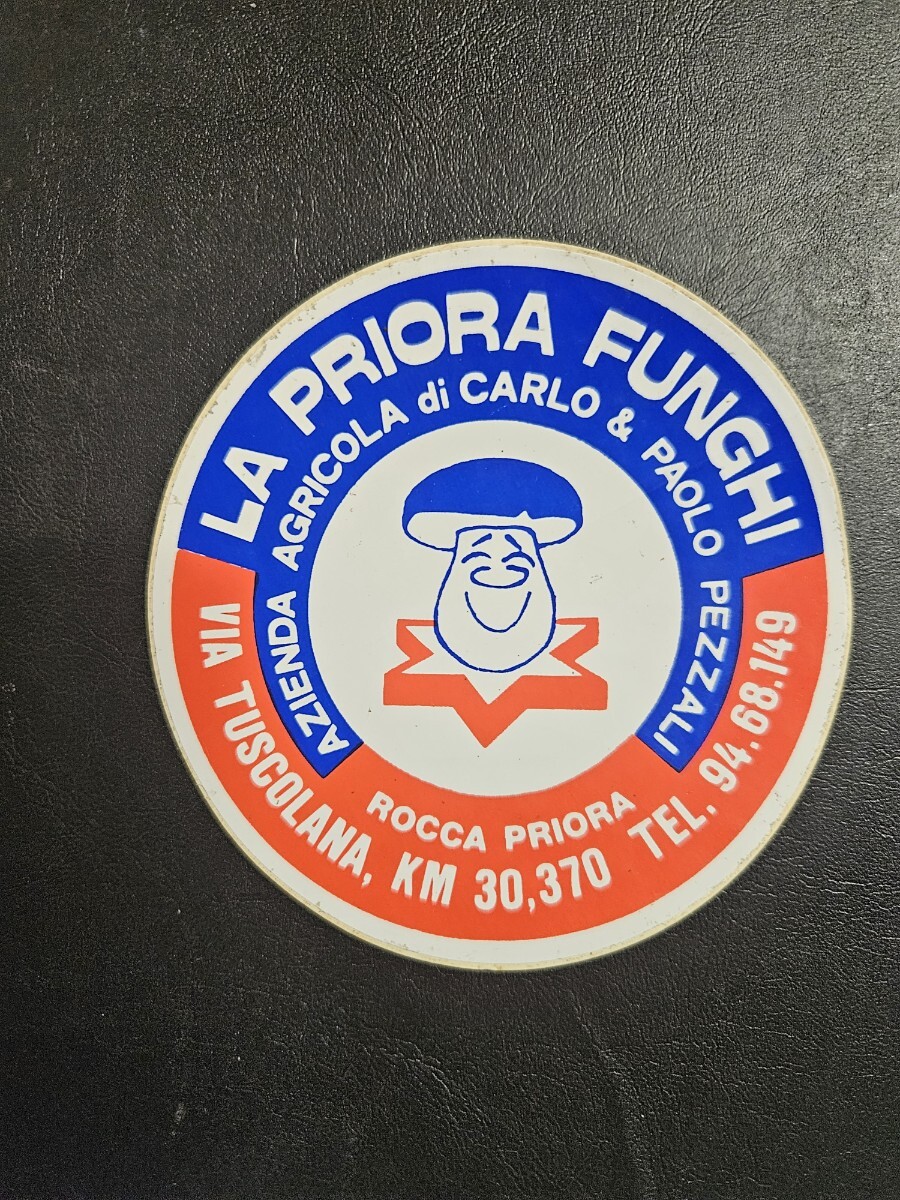 LA PRIORA FUNGHI
AZIENDA AGRICOLA di CARLO & PAOLO PEZZALI
ROCCA PRIORA
VIA TUSCOLANA, KM 30,370 TEL. 94.68.149